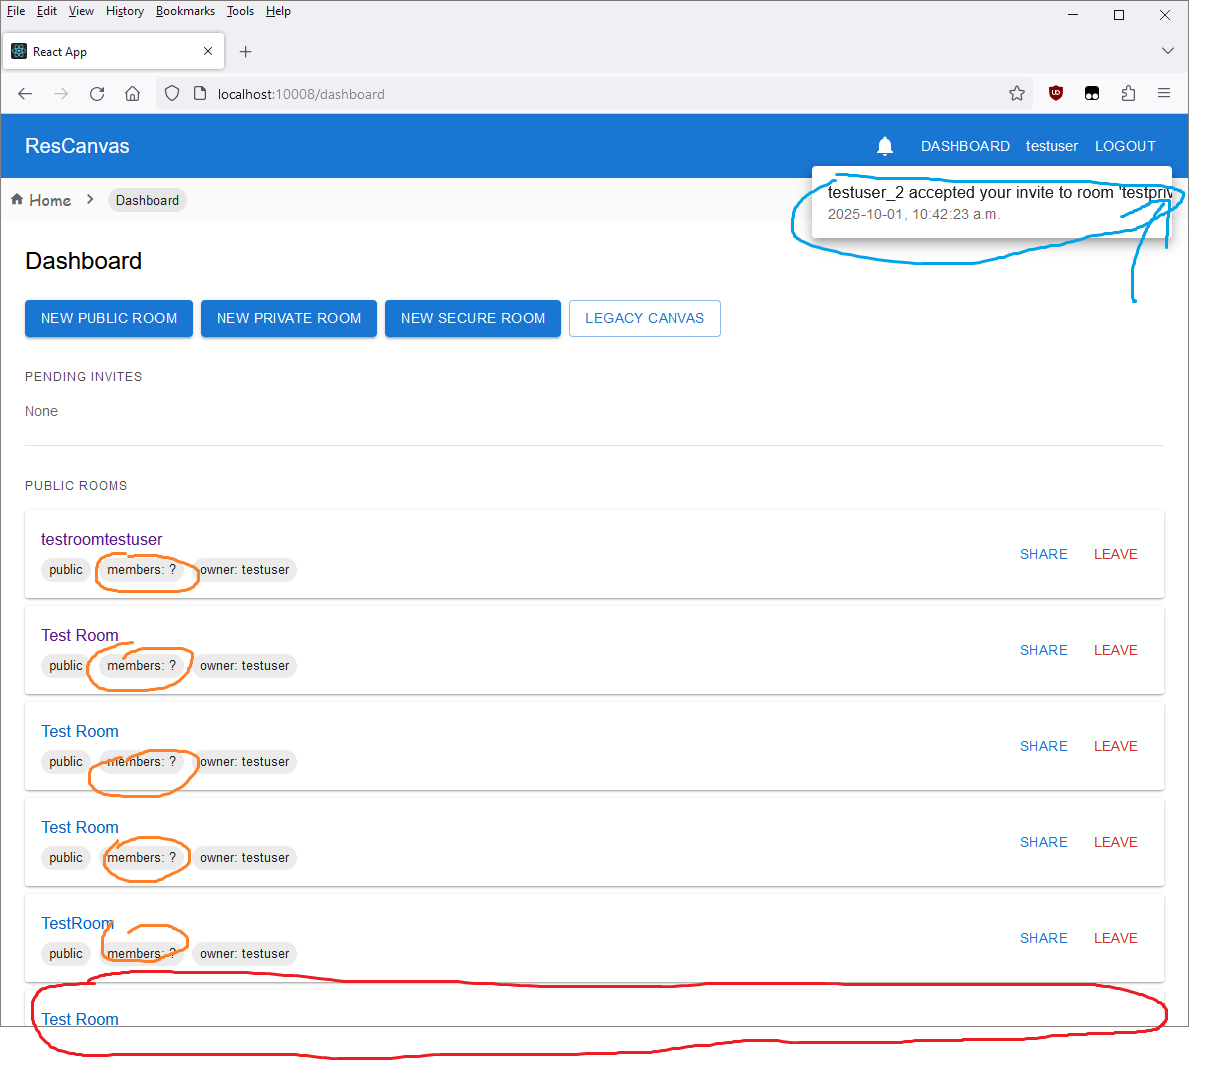 File Edit View History Bookmarks Tools Help
React App
localhost:10008/dashboard
ResCanvas
DASHBOARD testuser LOGOUT
Home
Dashboard
testuser_2 accepted your invite to room 'testpriv
2025-10-01, 10:42:23 a.m.
Dashboard
NEW PUBLIC ROOM NEW PRIVATE ROOM NEW SECURE ROOM LEGACY CANVAS
PENDING INVITES
None
PUBLIC ROOMS
testroomtestuser
public members: ? owner: testuser
SHARE LEAVE
Test Room
public members: ? owner: testuser
SHARE LEAVE
Test Room
public members: ? owner: testuser
SHARE LEAVE
Test Room
public members: ? owner: testuser
SHARE LEAVE
TestRoom
public members: ? owner: testuser
SHARE LEAVE
Test Room